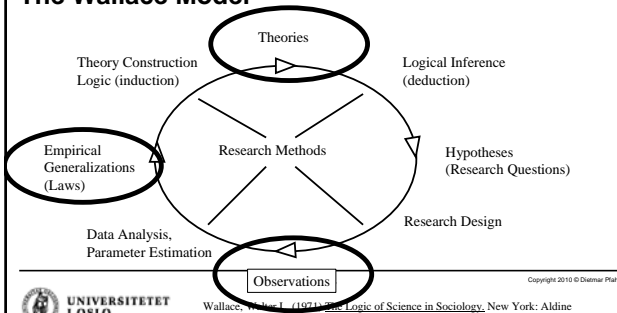 The Wallace Model
Theories
Theory Construction
Logic (induction)
Logical Inference
(deduction)
Empirical
Generalizations
(Laws)
Research Methods
Hypotheses
(Research Questions)
Research Design
Data Analysis,
Parameter Estimation
Observations
Copyright 2010 © Dietmar Pfah
UNIVERSITETET
I OSLO
Wallace, Walter L. (1971) The Logic of Science in Sociology. New York: Aldine